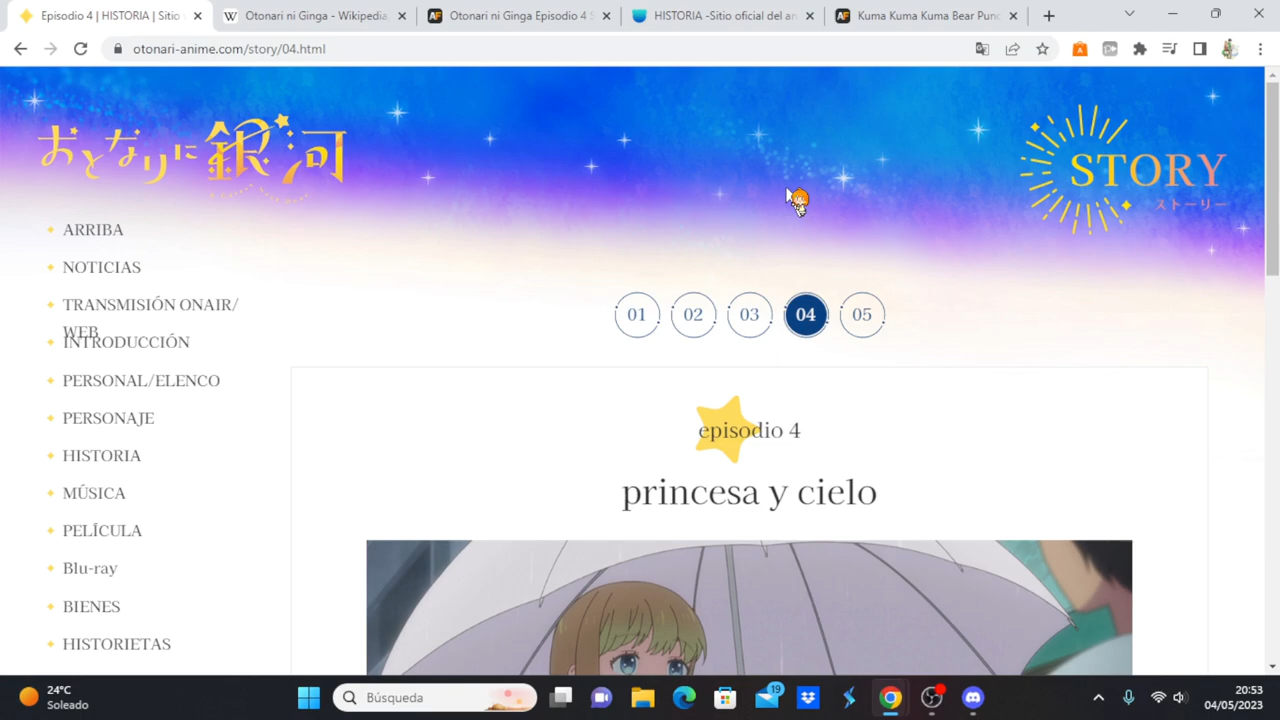 Episodio 4 | HISTORIA | Sitio
Otonari ni Ginga - Wikipedia,
Otonari ni Ginga Episodio 4 S
HISTORIA -Sitio oficial del an
Kuma Kuma Kuma Bear Punc
otonari-anime.com/story/04.html
おとなりに銀河
STORY
ストーリー
ARRIBA
NOTICIAS
TRANSMISIÓN ONAIR/
WEB
INTRODUCCIÓN
PERSONAL/ELENCO
PERSONAJE
HISTORIA
MÚSICA
PELÍCULA
Blu-ray
BIENES
HISTORIETAS
01 02 03 04 05
episodio 4
princesa y cielo
24°C
Soleado
Búsqueda
19
20:53
04/05/2023